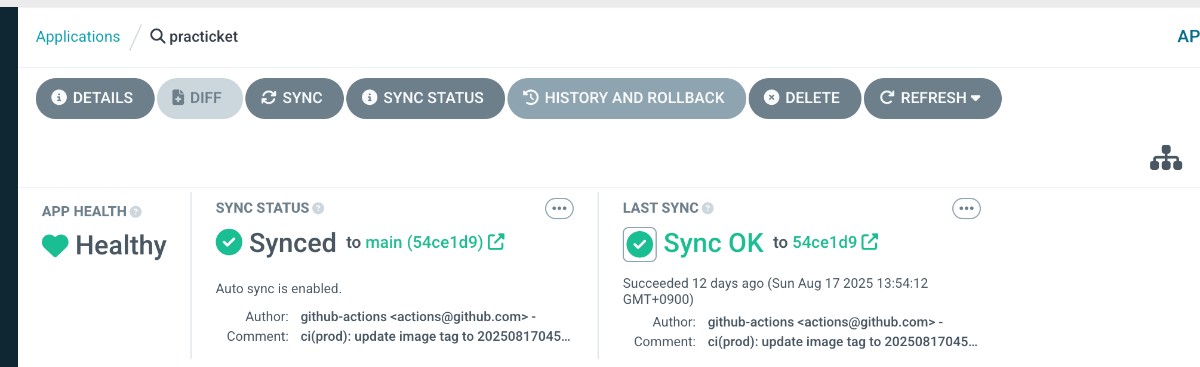 Applications / practicket
AP
DETAILS DIFF SYNC SYNC STATUS HISTORY AND ROLLBACK DELETE REFRESH
APP HEALTH
Healthy
SYNC STATUS
Synced to main (54ce1d9)
Auto sync is enabled.
Author: github-actions <actions@github.com> -
Comment: ci(prod): update image tag to 20250817045...
LAST SYNC
Sync OK to 54ce1d9
Succeeded 12 days ago (Sun Aug 17 2025 13:54:12
GMT+0900)
Author: github-actions <actions@github.com> -
Comment: ci(prod): update image tag to 20250817045...